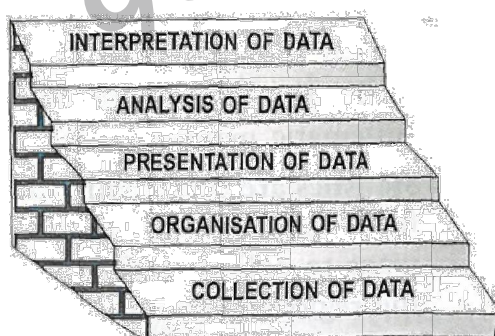 INTERPRETATION OF DATA
ANALYSIS OF DATA
PRESENTATION OF DATA
ORGANISATION OF DATA
COLLECTION OF DATA